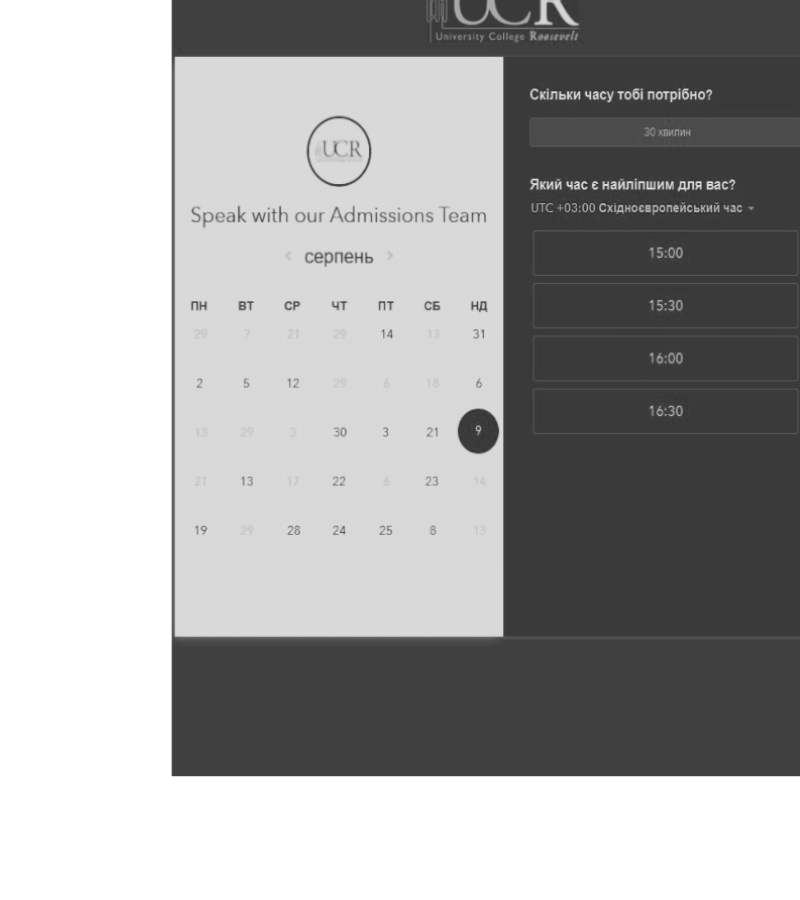 UCR
University College Roosevelt
UCR
Speak with our Admissions Team
< серпень >
ПН ВТ СР ЧТ ПТ СБ НД
29 7 21 29 14 13 31
2 5 12 29 6 18 6
13 29 3 30 3 21 9
21 13 17 22 6 23 14
19 29 28 24 25 8 13
Скільки часу тобі потрібно?
30 хвилин
Який час є найліпшим для вас?
UTC +03:00 Східноєвропейський час
15:00
15:30
16:00
16:30